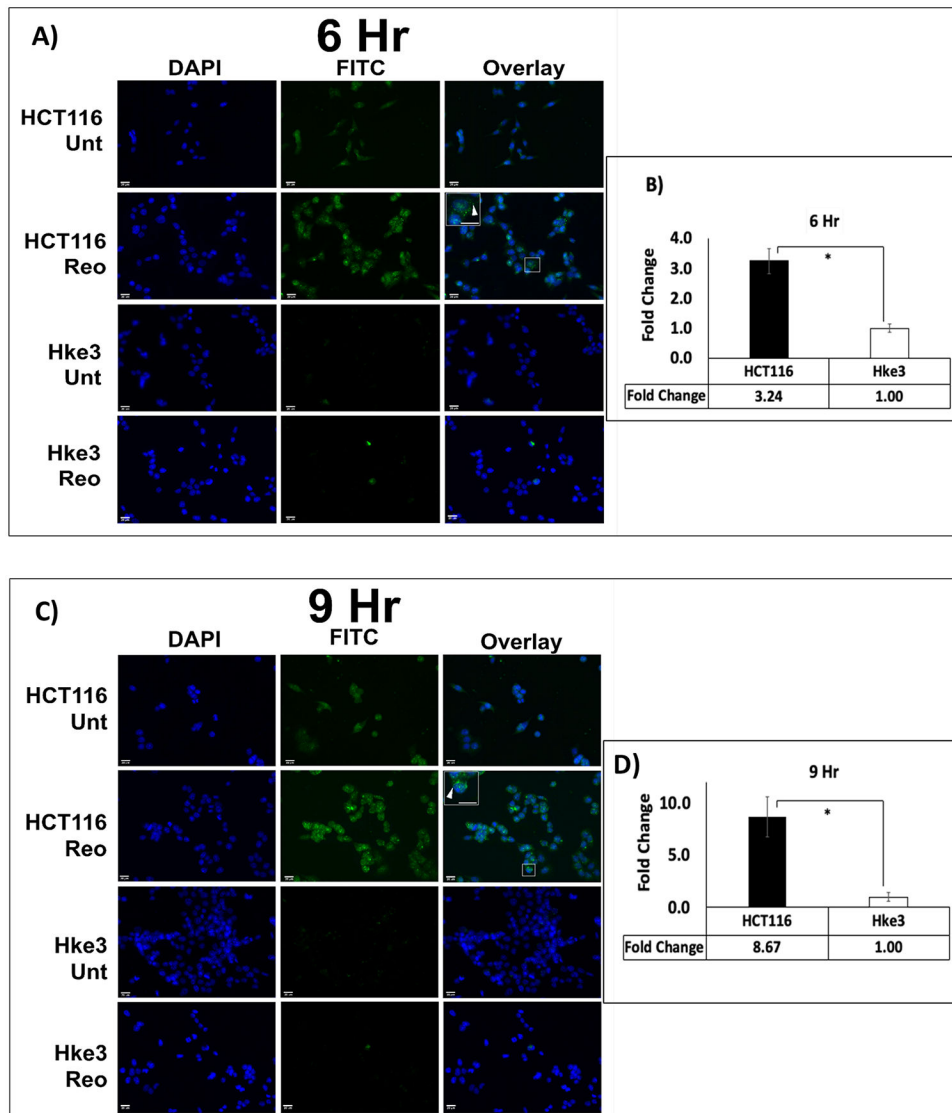 A)
6 Hr
DAPI FITC Overlay
HCT116
Unt
HCT116
Reo
Hke3
Unt
Hke3
Reo
B)
6 Hr
Fold Change
4.0
3.0
2.0
1.0
0.0
*
HCT116 Hke3
Fold Change 3.24 1.00
C)
9 Hr
DAPI FITC Overlay
HCT116
Unt
HCT116
Reo
Hke3
Unt
Hke3
Reo
D)
9 Hr
Fold Change
10.0
5.0
0.0
*
HCT116 Hke3
Fold Change 8.67 1.00